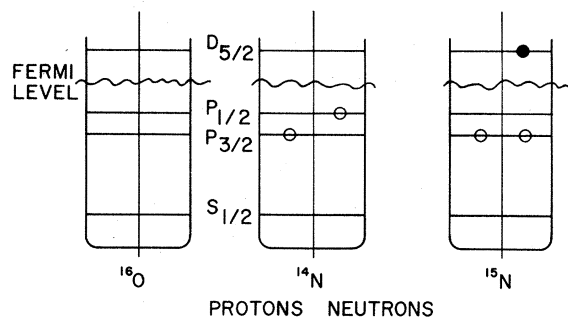 D5/2
FERMI
LEVEL
P1/2
P3/2
S1/2
16O 14N 15N
PROTONS NEUTRONS